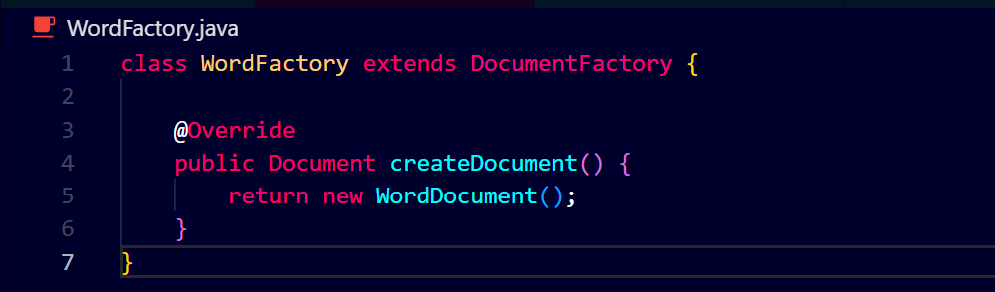 WordFactory.java
1 class WordFactory extends DocumentFactory {
2
3     @Override
4     public Document createDocument() {
5         return new WordDocument();
6     }
7 }